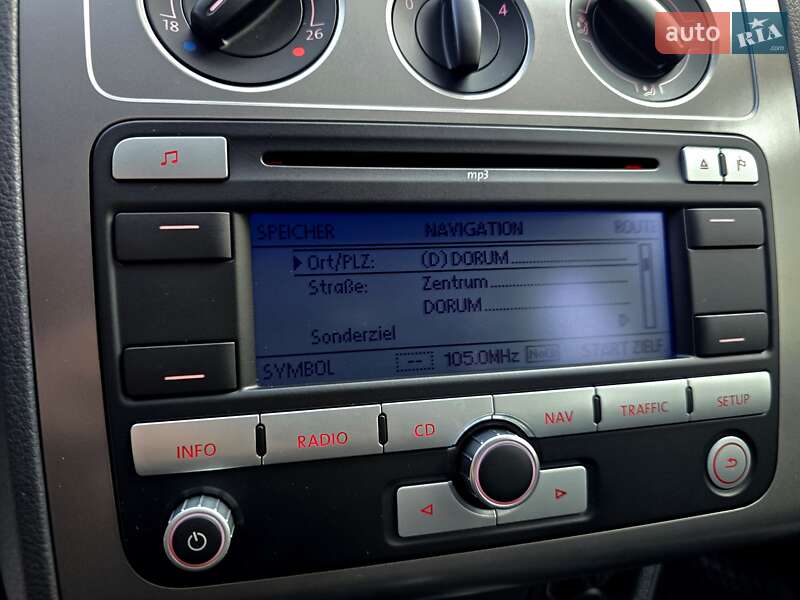 18 26
0 4
auto RIA
.com
mp3
SPEICHER NAVIGATION ROUTE
Ort/PLZ: (D) DORUM
Straße: Zentrum
DORUM
Sonderziel
SYMBOL -- 105.0MHz START ZIELF
INFO RADIO CD NAV TRAFFIC SETUP